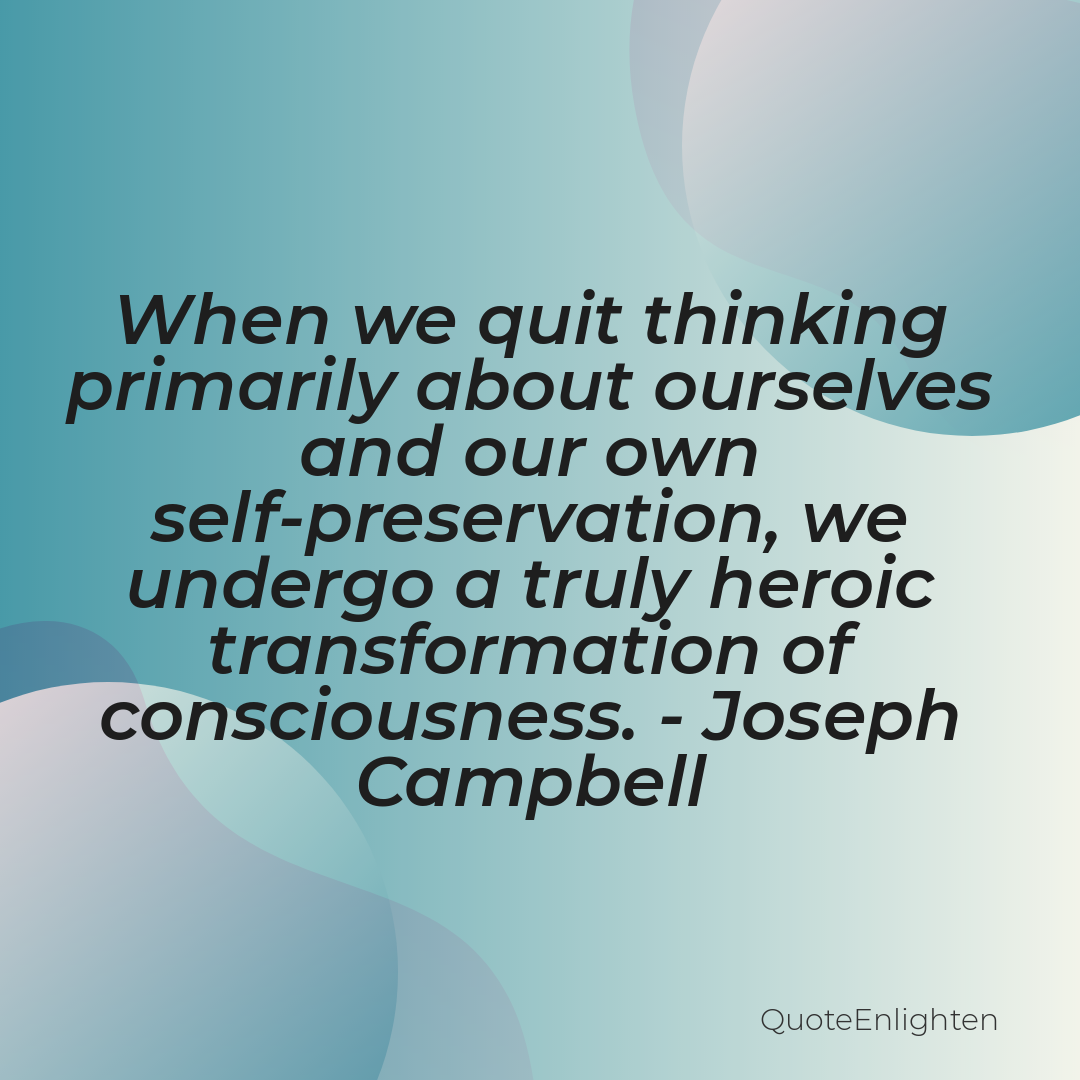 When we quit thinking
primarily about ourselves
and our own
self-preservation, we
undergo a truly heroic
transformation of
consciousness. - Joseph
Campbell
QuoteEnlighten